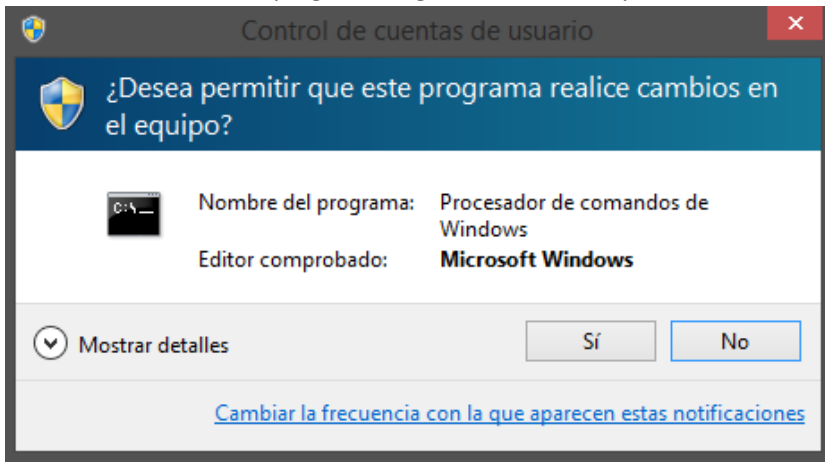 Control de cuentas de usuario
¿Desea permitir que este programa realice cambios en
el equipo?
C:\
Nombre del programa: Procesador de comandos de
Windows
Editor comprobado: Microsoft Windows
Mostrar detalles Sí No
Cambiar la frecuencia con la que aparecen estas notificaciones